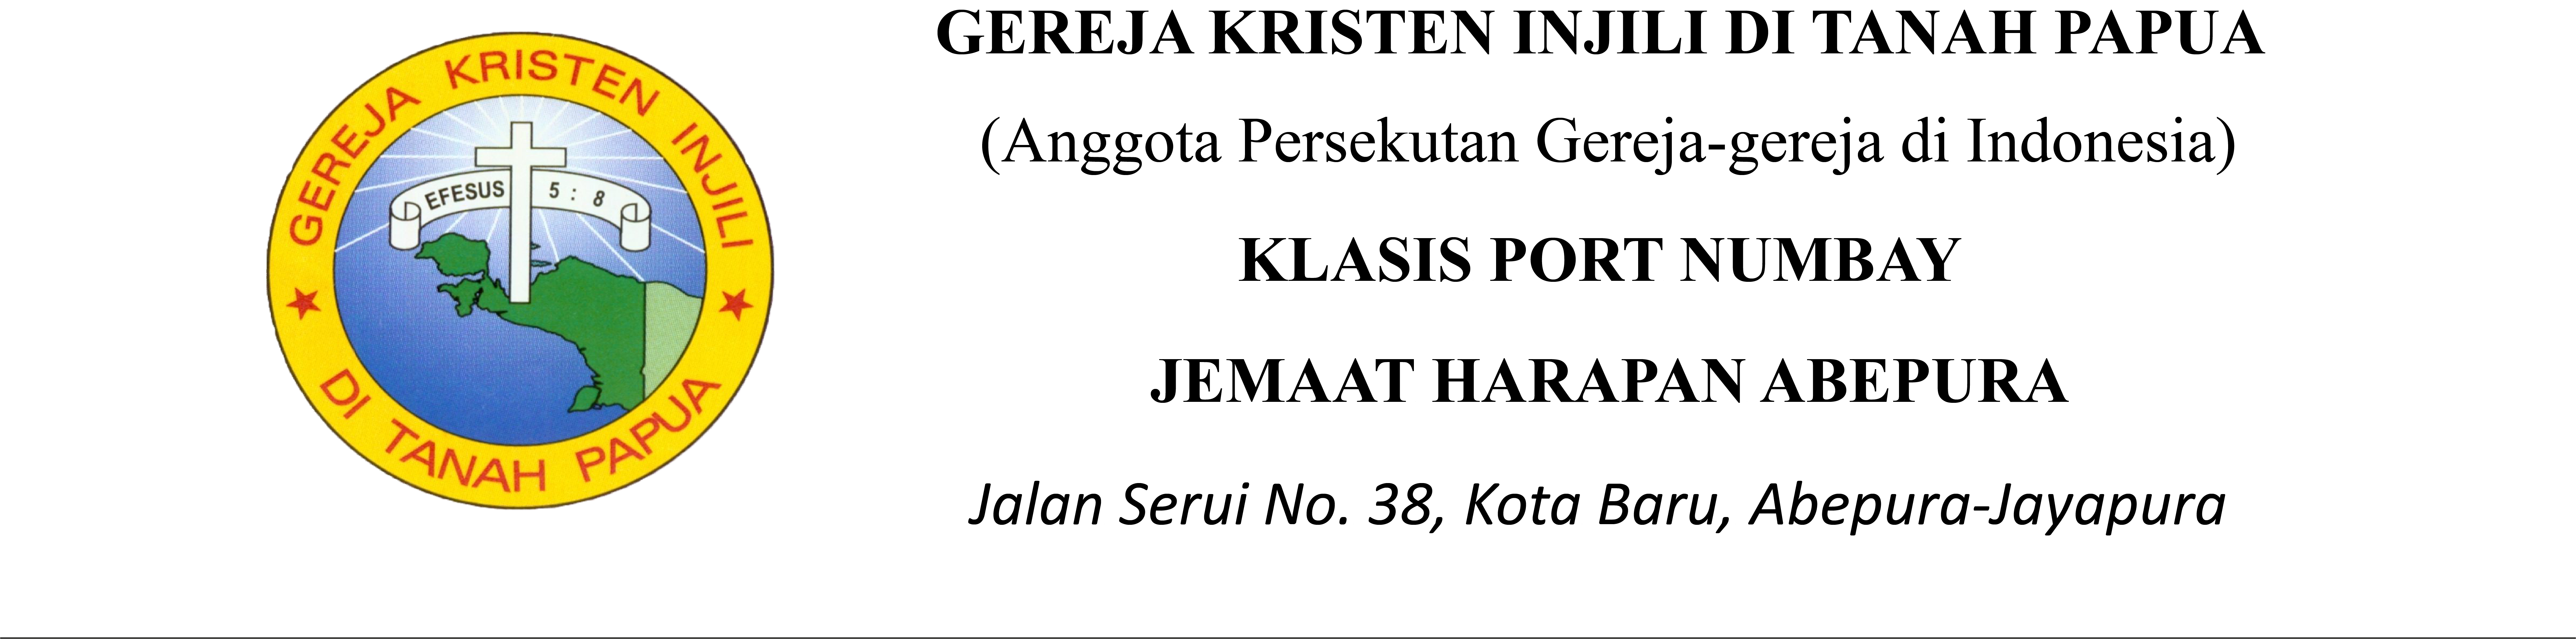 GEREJA KRISTEN INJILI
DI TANAH PAPUA
EFESUS 5 : 8
GEREJA KRISTEN INJILI DI TANAH PAPUA
(Anggota Persekutan Gereja-gereja di Indonesia)
KLASIS PORT NUMBAY
JEMAAT HARAPAN ABEPURA
Jalan Serui No. 38, Kota Baru, Abepura-Jayapura